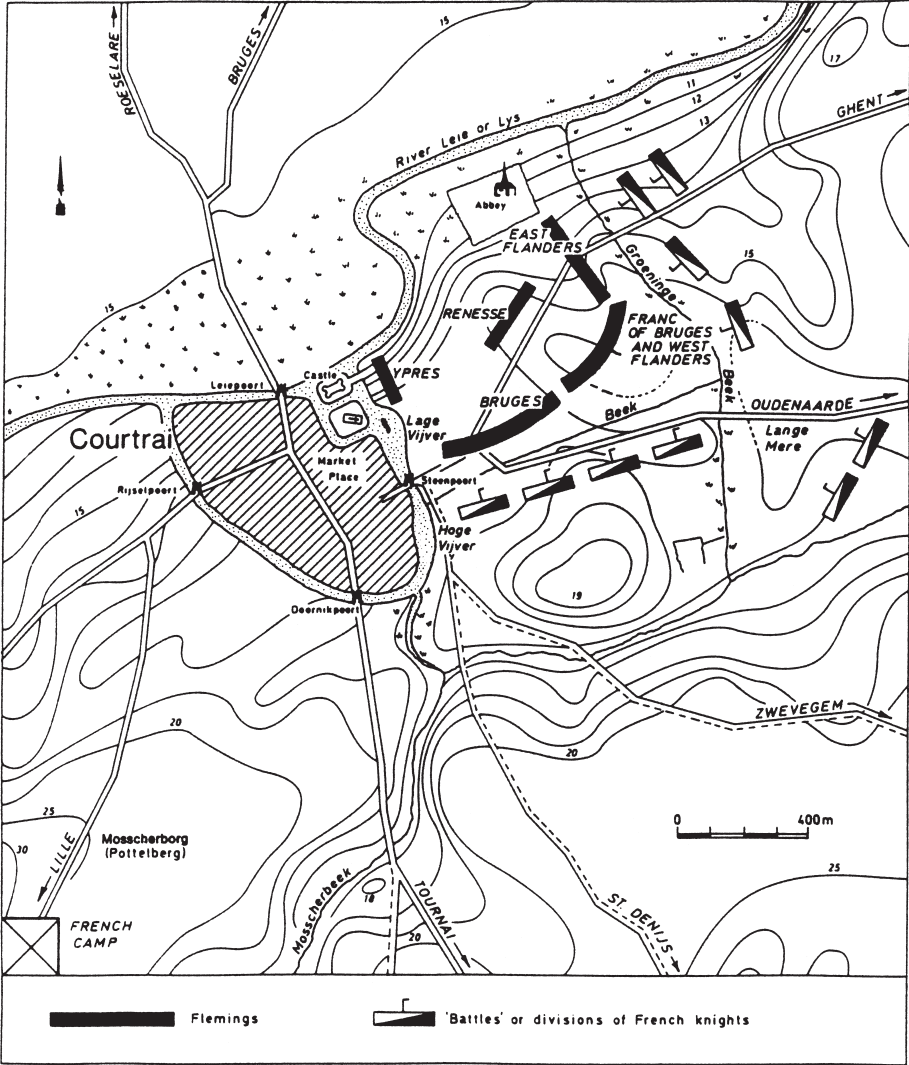 ROESELARE
BRUGES
15
17
11
12
13
GHENT
River Leie or Lys
Abbey
EAST
FLANDERS
Groeninge
15
RENESSE
FRANC
OF BRUGES
AND WEST
FLANDERS
15
Castle
YPRES
Leiepoort
BRUGES
Beek
Beek
OUDENAARDE
Lage
Vijver
Lange
Mere
Courtrai
Market
Place
Rijselpoort
Steenpoort
15
Hoge
Vijver
19
Doornikpoort
20
ZWEVEGEM
20
25
Mosscherborg
(Pottelberg)
0 400m
30
LILLE
25
18
Mosscherbeek
TOURNAI
ST. DENIJS
20
FRENCH
CAMP
Flemings
'Battles' or divisions of French knights